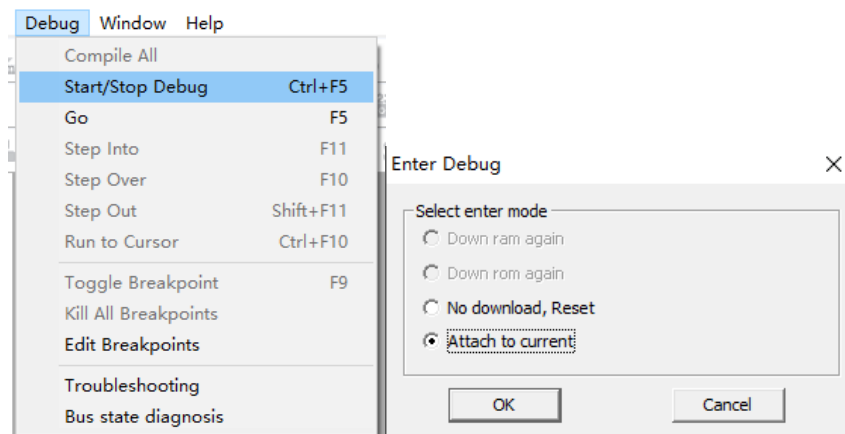 Debug Window Help
Compile All
Start/Stop Debug Ctrl+F5
Go F5
Step Into F11
Step Over F10
Step Out Shift+F11
Run to Cursor Ctrl+F10
Toggle Breakpoint F9
Kill All Breakpoints
Edit Breakpoints
Troubleshooting
Bus state diagnosis
Enter Debug
Select enter mode
Down ram again
Down rom again
No download, Reset
Attach to current
OK Cancel